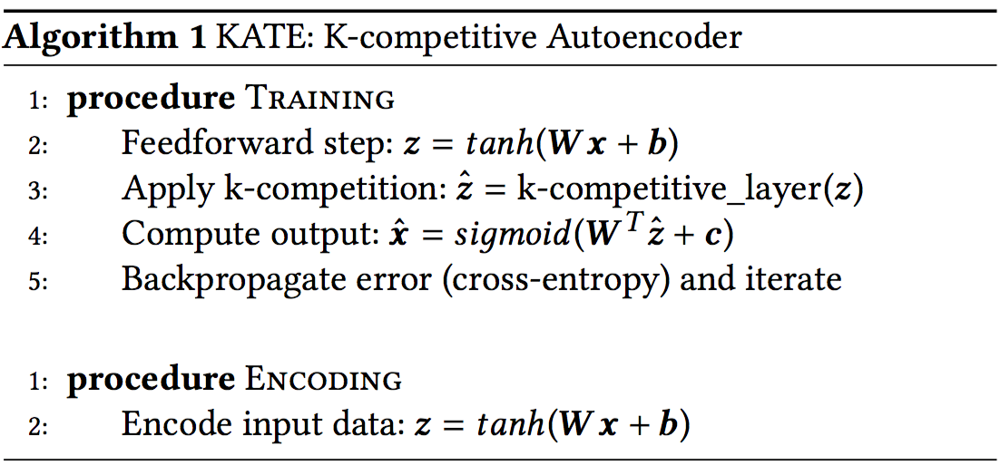 Algorithm 1 KATE: K-competitive Autoencoder
1: procedure TRAINING
2: Feedforward step: z = tanh(Wx + b)
3: Apply k-competition: ẑ = k-competitive_layer(z)
4: Compute output: x̂ = sigmoid(Wᵀẑ + c)
5: Backpropagate error (cross-entropy) and iterate
1: procedure ENCODING
2: Encode input data: z = tanh(Wx + b)